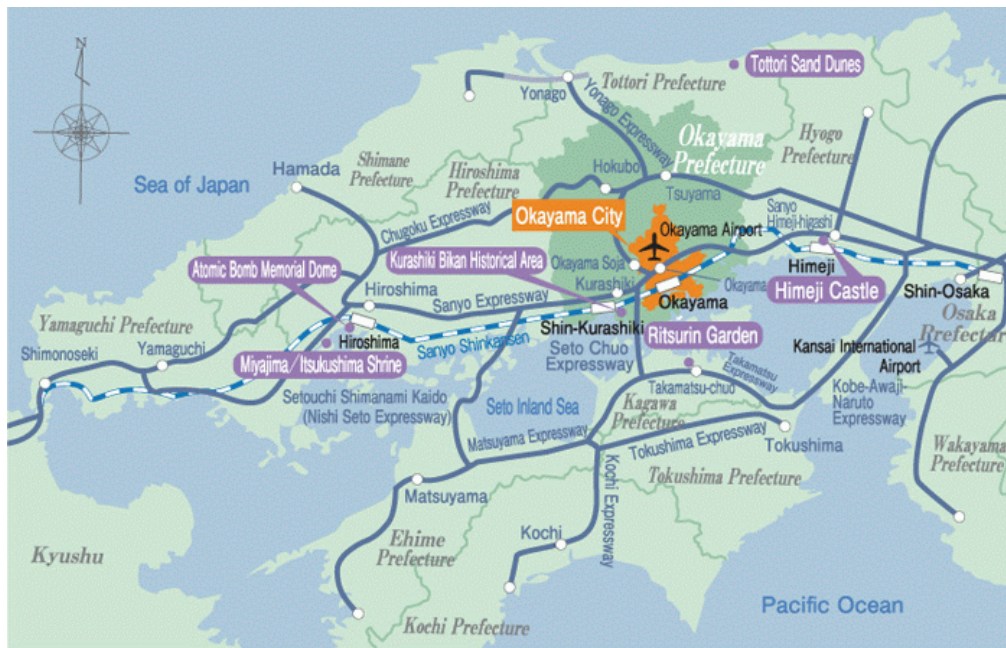 N
Tottori Sand Dunes
Tottori Prefecture
Yonago
Yonago Expressway
Okayama
Prefecture
Hyogo
Prefecture
Shimane
Prefecture
Hiroshima
Prefecture
Hokubo
Tsuyama
Hamada
Sea of Japan
Chugoku Expressway
Okayama City
Okayama Airport
Sanyo
Himeji-higashi
Atomic Bomb Memorial Dome
Kurashiki Bikan Historical Area
Okayama Soja
Okayama
Himeji
Himeji Castle
Shin-Osaka
Osaka
Rrefectar
Kurashiki
Okayama
Hiroshima
Sanyo Expressway
Shin-Kurashiki
Ritsurin Garden
Yamaguchi Prefecture
Yamaguchi
Shimonoseki
Hiroshima
Miyajima/Itsukushima Shrine
Sanyo Shinkansen
Seto Chuo
Expressway
Kansai International
Airport
Takamatsu
Expressway
Takamatsu-chuo
Setouchi Shimanami Kaido
(Nishi Seto Expressway)
Seto Inland Sea
Kagawa
Prefecture
Kobe-Awaji-
Naruto
Expressway
Matsuyama Expressway
Tokushima Expressway
Tokushima
Wakayama
Prefecture
Tokushima Prefecture
Kochi Expressway
Matsuyama
Kochi
Ehime
Prefecture
Kyushu
Pacific Ocean
Kochi Prefecture